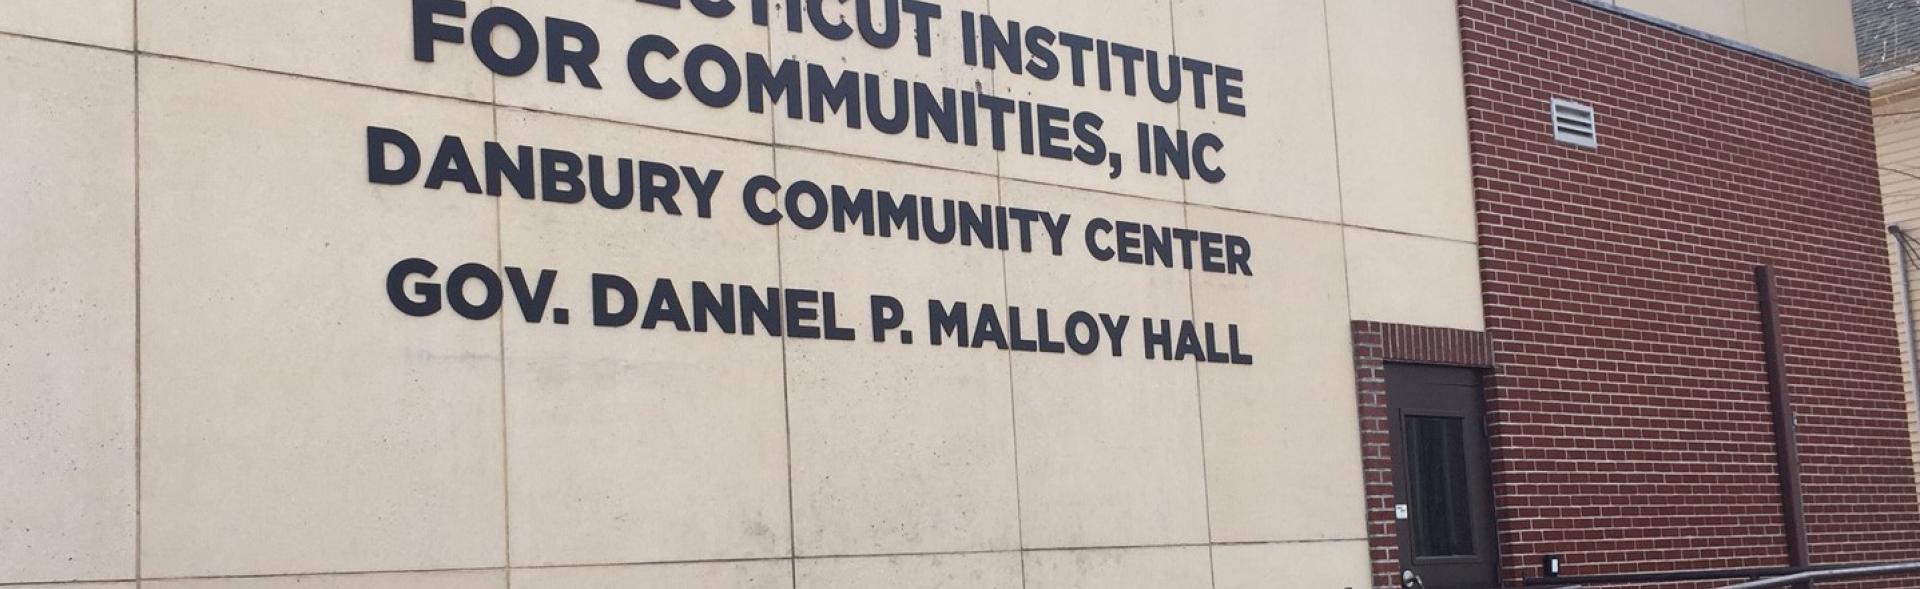 INSTITUTE
FOR COMMUNITIES, INC
DANBURY COMMUNITY CENTER
GOV. DANNEL P. MALLOY HALL